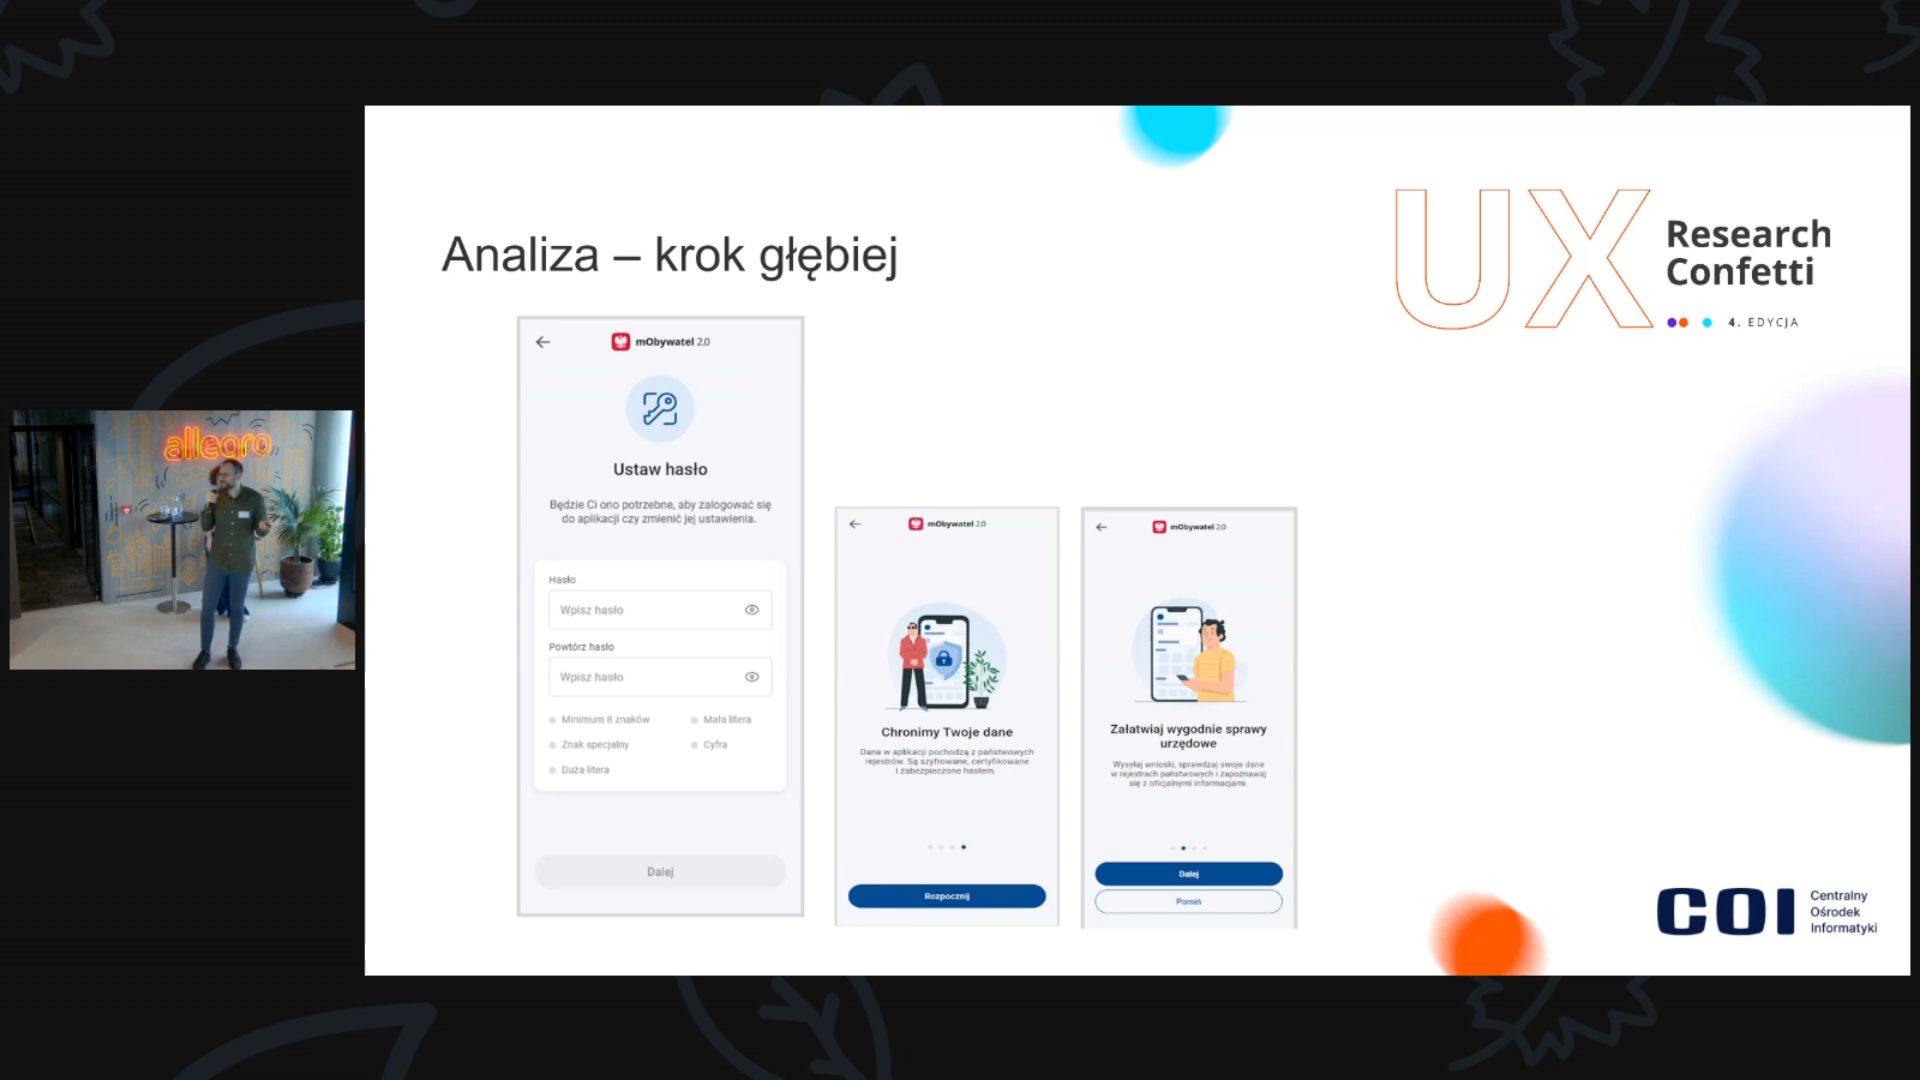 Analiza – krok głębiej
UX
Research
Confetti
4. EDYCJA
allegro
mObywatel 2.0
Ustaw hasło
Będzie Ci ono potrzebne, aby zalogować się
do aplikacji czy zmienić jej ustawienia.
Hasło
Wpisz hasło
Powtórz hasło
Wpisz hasło
Minimum 8 znaków
Mała litera
Znak specjalny
Cyfra
Duża litera
Dalej
mObywatel 2.0
Chronimy Twoje dane
Dane w aplikacji pochodzą z państwowych
rejestrów. Są szyfrowane, certyfikowane
i zabezpieczone hasłem.
Rozpocznij
mObywatel 2.0
Załatwiaj wygodnie sprawy
urzędowe
Wysyłaj wnioski, sprawdzaj swoje dane
w rejestrach państwowych i zapoznawaj
się z oficjalnymi informacjami.
Dalej
Pomiń
COI
Centralny
Ośrodek
Informatyki